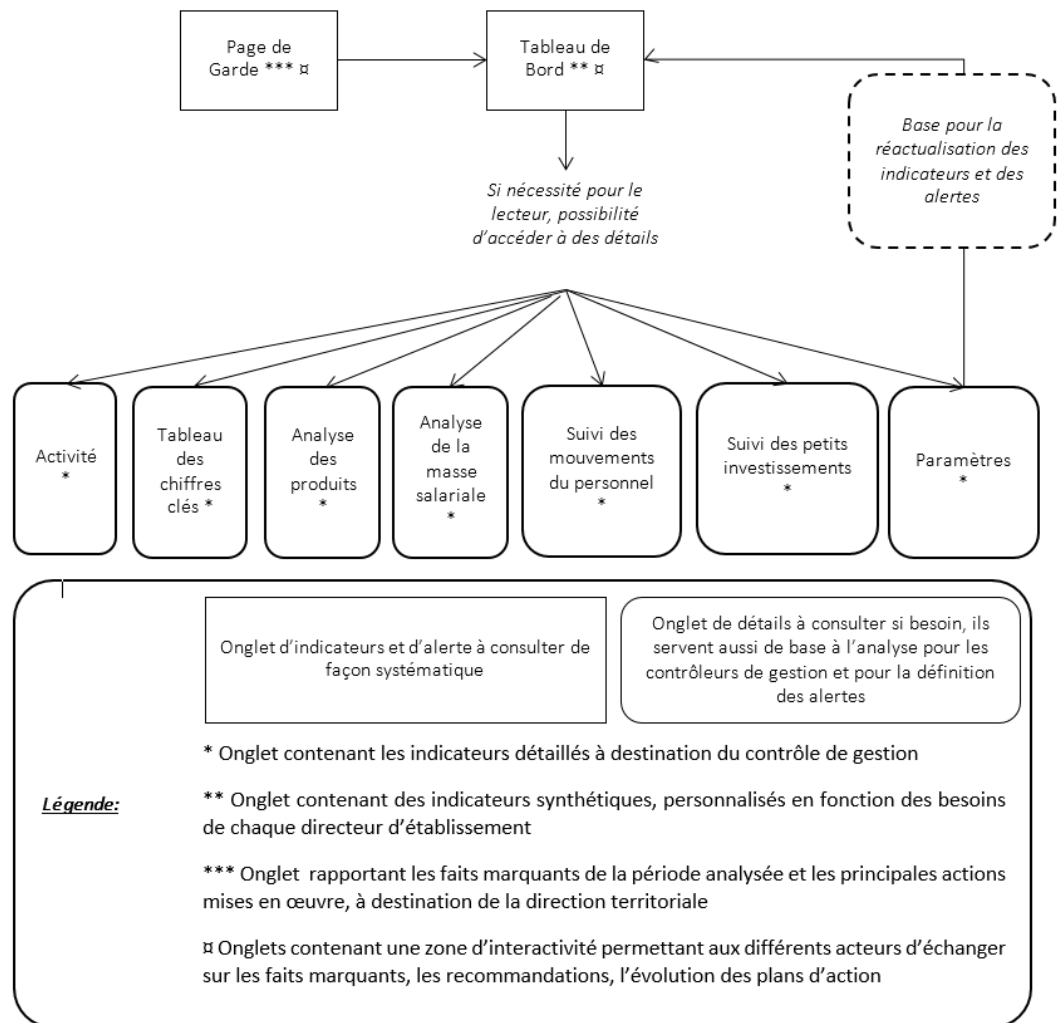 Page de
Garde *** ¤
Tableau de
Bord ** ¤
Base pour la
réactualisation des
indicateurs et des
alertes
Si nécessité pour le
lecteur, possibilité
d'accéder à des détails
Activité
*
Tableau
des
chiffres
clés *
Analyse
des
produits
*
Analyse
de la
masse
salariale
*
Suivi des
mouvements
du personnel
*
Suivi des petits
investissements
*
Paramètres
*
Onglet d'indicateurs et d'alerte à consulter de
façon systématique
Onglet de détails à consulter si besoin, ils
servent aussi de base à l'analyse pour les
contrôleurs de gestion et pour la définition
des alertes
Légende:
* Onglet contenant les indicateurs détaillés à destination du contrôle de gestion
** Onglet contenant des indicateurs synthétiques, personnalisés en fonction des besoins
de chaque directeur d'établissement
*** Onglet rapportant les faits marquants de la période analysée et les principales actions
mises en œuvre, à destination de la direction territoriale
¤ Onglets contenant une zone d'interactivité permettant aux différents acteurs d'échanger
sur les faits marquants, les recommandations, l'évolution des plans d'action